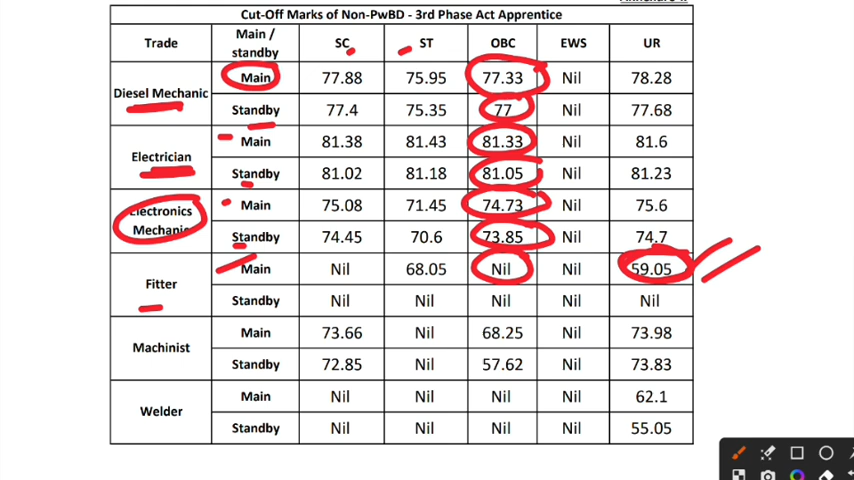 Cut-Off Marks of Non-PwBD - 3rd Phase Act Apprentice
Trade Main / standby SC ST OBC EWS UR
Diesel Mechanic Main 77.88 75.95 77.33 Nil 78.28
Standby 77.4 75.35 77 Nil 77.68
Electrician Main 81.38 81.43 81.33 Nil 81.6
Standby 81.02 81.18 81.05 Nil 81.23
Electronics Mechanic Main 75.08 71.45 74.73 Nil 75.6
Standby 74.45 70.6 73.85 Nil 74.7
Fitter Main Nil 68.05 Nil Nil 59.05
Standby Nil Nil Nil Nil Nil
Machinist Main 73.66 Nil 68.25 Nil 73.98
Standby 72.85 Nil 57.62 Nil 73.83
Welder Main Nil Nil Nil Nil 62.1
Standby Nil Nil Nil Nil 55.05